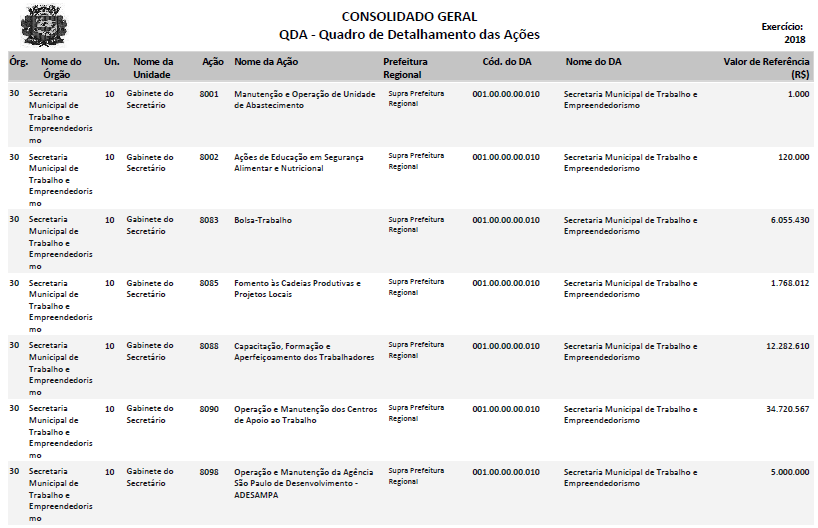 CONSOLIDADO GERAL
QDA - Quadro de Detalhamento das Ações
Exercício:
2018
Órg. Nome do Órgão Un. Nome da Unidade Ação Nome da Ação Prefeitura Regional Cód. do DA Nome do DA Valor de Referência (R$)
30 Secretaria Municipal de Trabalho e Empreendedorismo 10 Gabinete do Secretário 8001 Manutenção e Operação de Unidade de Abastecimento Supra Prefeitura Regional 001.00.00.00.010 Secretaria Municipal de Trabalho e Empreendedorismo 1.000
30 Secretaria Municipal de Trabalho e Empreendedorismo 10 Gabinete do Secretário 8002 Ações de Educação em Segurança Alimentar e Nutricional Supra Prefeitura Regional 001.00.00.00.010 Secretaria Municipal de Trabalho e Empreendedorismo 120.000
30 Secretaria Municipal de Trabalho e Empreendedorismo 10 Gabinete do Secretário 8083 Bolsa-Trabalho Supra Prefeitura Regional 001.00.00.00.010 Secretaria Municipal de Trabalho e Empreendedorismo 6.055.430
30 Secretaria Municipal de Trabalho e Empreendedorismo 10 Gabinete do Secretário 8085 Fomento às Cadeias Produtivas e Projetos Locais Supra Prefeitura Regional 001.00.00.00.010 Secretaria Municipal de Trabalho e Empreendedorismo 1.768.012
30 Secretaria Municipal de Trabalho e Empreendedorismo 10 Gabinete do Secretário 8088 Capacitação, Formação e Aperfeiçoamento dos Trabalhadores Supra Prefeitura Regional 001.00.00.00.010 Secretaria Municipal de Trabalho e Empreendedorismo 12.282.610
30 Secretaria Municipal de Trabalho e Empreendedorismo 10 Gabinete do Secretário 8090 Operação e Manutenção dos Centros de Apoio ao Trabalho Supra Prefeitura Regional 001.00.00.00.010 Secretaria Municipal de Trabalho e Empreendedorismo 34.720.567
30 Secretaria Municipal de Trabalho e Empreendedorismo 10 Gabinete do Secretário 8098 Operação e Manutenção da Agência São Paulo de Desenvolvimento - ADESAMPA Supra Prefeitura Regional 001.00.00.00.010 Secretaria Municipal de Trabalho e Empreendedorismo 5.000.000